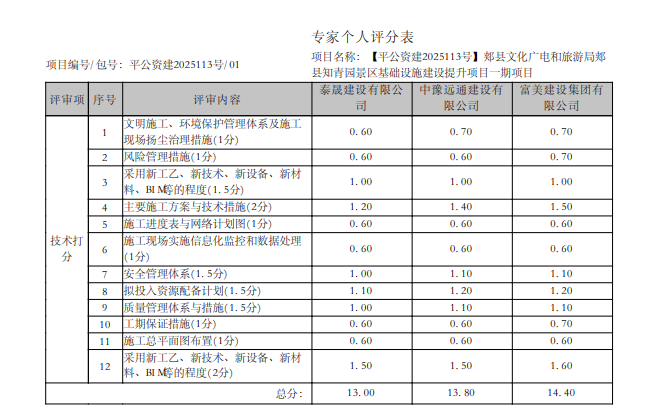 专家个人评分表
项目编号/包号: 平公资建2025113号/01
项目名称: 【平公资建2025113号】郏县文化广电和旅游局郏
县知青园景区基础设施建设提升项目一期项目
评审项 序号 评审内容 泰晟建设有限公司 中豫远通建设有限公司 富美建设集团有限公司
技术打分
1 文明施工、环境保护管理体系及施工
现场扬尘治理措施(1分) 0.60 0.70 0.70
2 风险管理措施(1分) 0.60 0.60 0.70
3 采用新工乙、新技术、新设备、新材
料、BIM等的程度(1.5分) 1.00 1.00 1.00
4 主要施工方案与技术措施(2分) 1.20 1.40 1.50
5 施工进度表与网络计划图(1分) 0.60 0.60 0.60
6 施工现场实施信息化监控和数据处理
(1分) 0.60 0.60 0.60
7 安全管理体系(1.5分) 1.00 1.10 1.10
8 拟投入资源配备计划(1.5分) 1.10 1.20 1.20
9 质量管理体系与措施(1.5分) 1.00 1.10 1.10
10 工期保证措施(1分) 0.60 0.60 0.70
11 施工总平面图布置(1分) 0.60 0.60 0.60
12 采用新工乙、新技术、新设备、新材
料、BIM等的程度(2分) 1.50 1.50 1.60
总分: 13.00 13.80 14.40